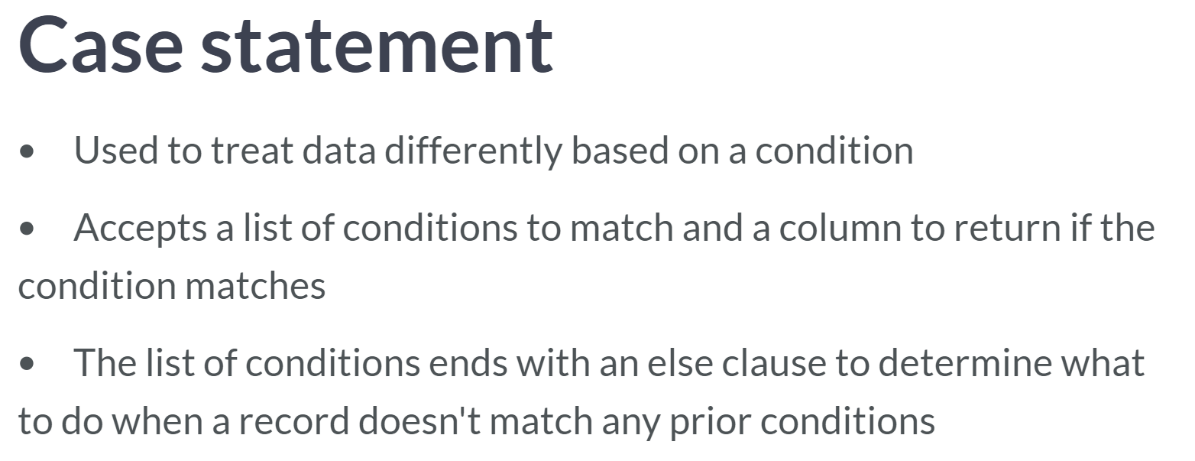 Case statement
• Used to treat data differently based on a condition
• Accepts a list of conditions to match and a column to return if the
condition matches
• The list of conditions ends with an else clause to determine what
to do when a record doesn't match any prior conditions